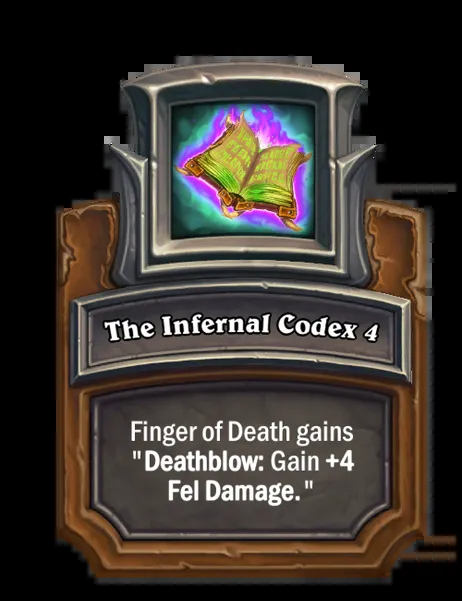 The Infernal Codex 4
Finger of Death gains
"Deathblow: Gain +4
Fel Damage."